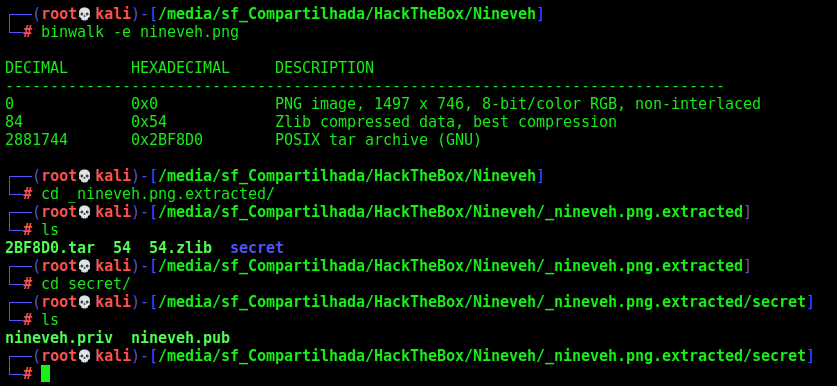 ┌──(root💀kali)-[/media/sf_Compartilhada/HackTheBox/Nineveh]
└─# binwalk -e nineveh.png
DECIMAL       HEXADECIMAL     DESCRIPTION
--------------------------------------------------------------------------------
0             0x0             PNG image, 1497 x 746, 8-bit/color RGB, non-interlaced
84            0x54            Zlib compressed data, best compression
2881744       0x2BF8D0        POSIX tar archive (GNU)
┌──(root💀kali)-[/media/sf_Compartilhada/HackTheBox/Nineveh]
└─# cd _nineveh.png.extracted/
┌──(root💀kali)-[/media/sf_Compartilhada/HackTheBox/Nineveh/_nineveh.png.extracted]
└─# ls
2BF8D0.tar  54  54.zlib  secret
┌──(root💀kali)-[/media/sf_Compartilhada/HackTheBox/Nineveh/_nineveh.png.extracted]
└─# cd secret/
┌──(root💀kali)-[/media/sf_Compartilhada/HackTheBox/Nineveh/_nineveh.png.extracted/secret]
└─# ls
nineveh.priv  nineveh.pub
┌──(root💀kali)-[/media/sf_Compartilhada/HackTheBox/Nineveh/_nineveh.png.extracted/secret]
└─#